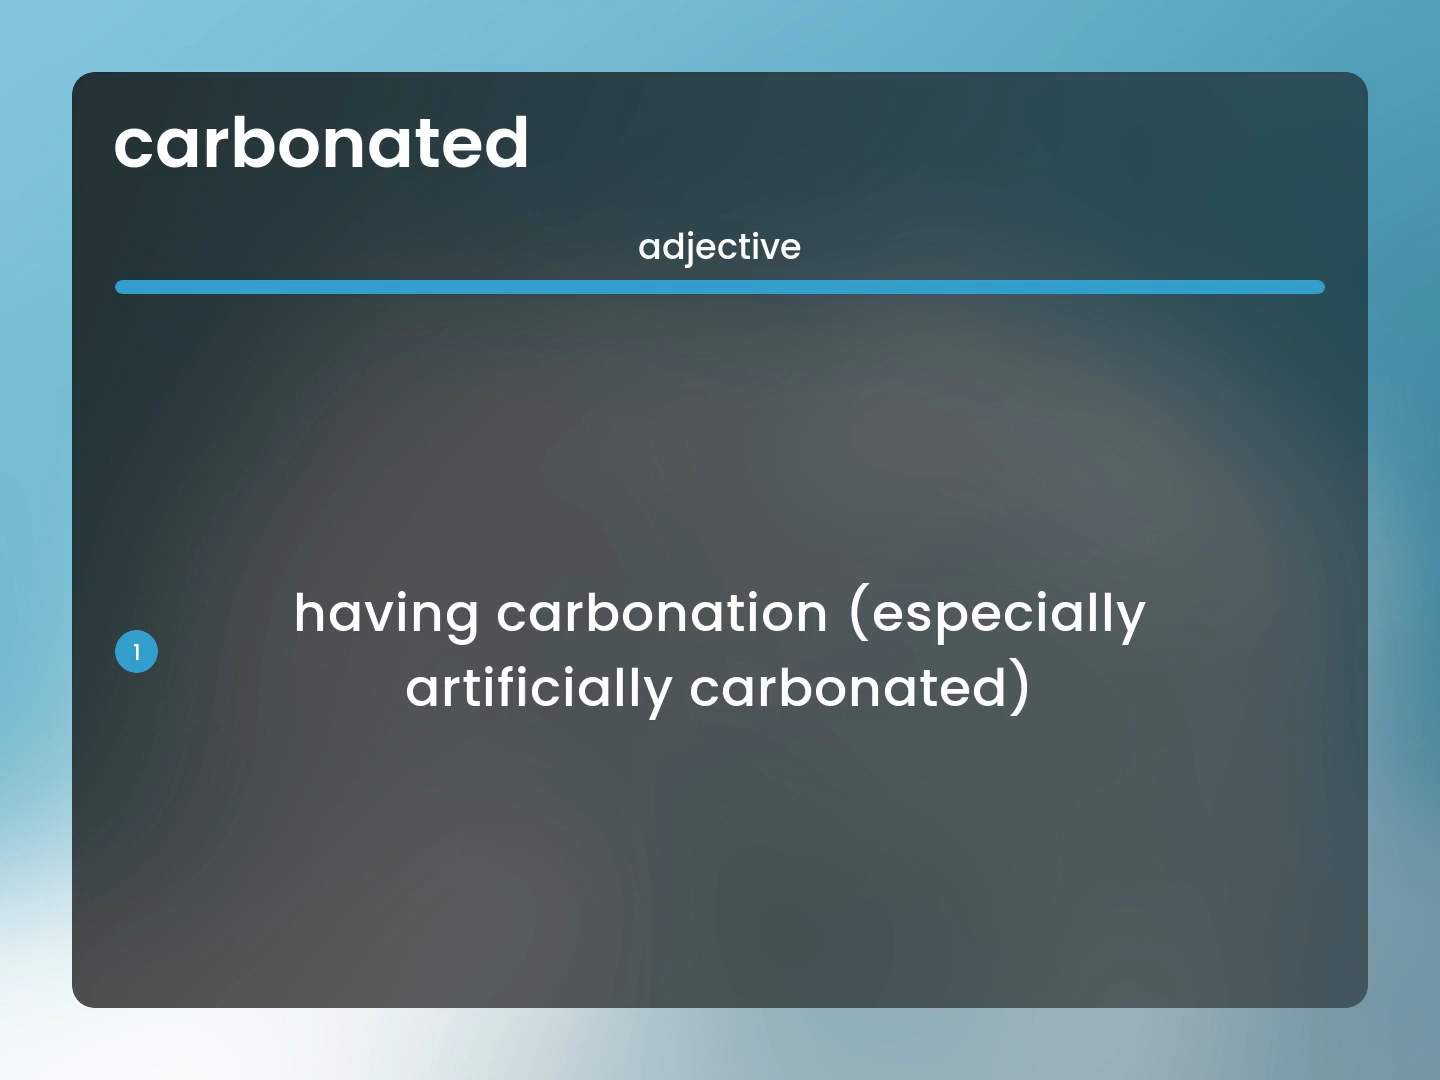 carbonated
adjective
1
having carbonation (especially
artificially carbonated)